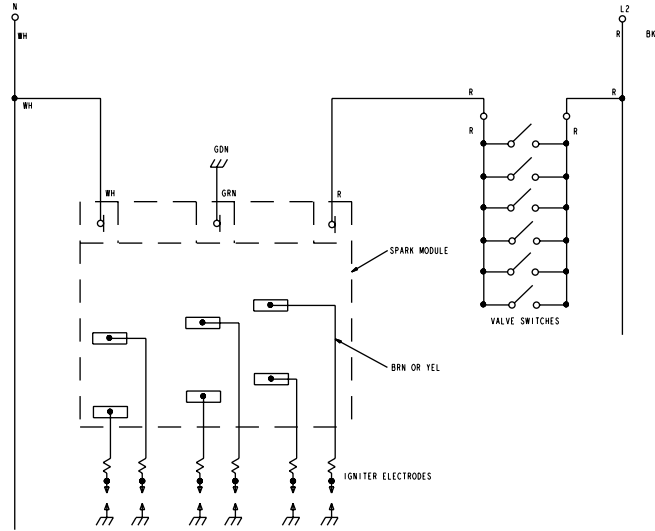 N
L2
WH
R
BK
WH
R
R
R
R
GDN
WH
GRN
R
SPARK MODULE
VALVE SWITCHES
BRN OR YEL
IGNITER ELECTRODES